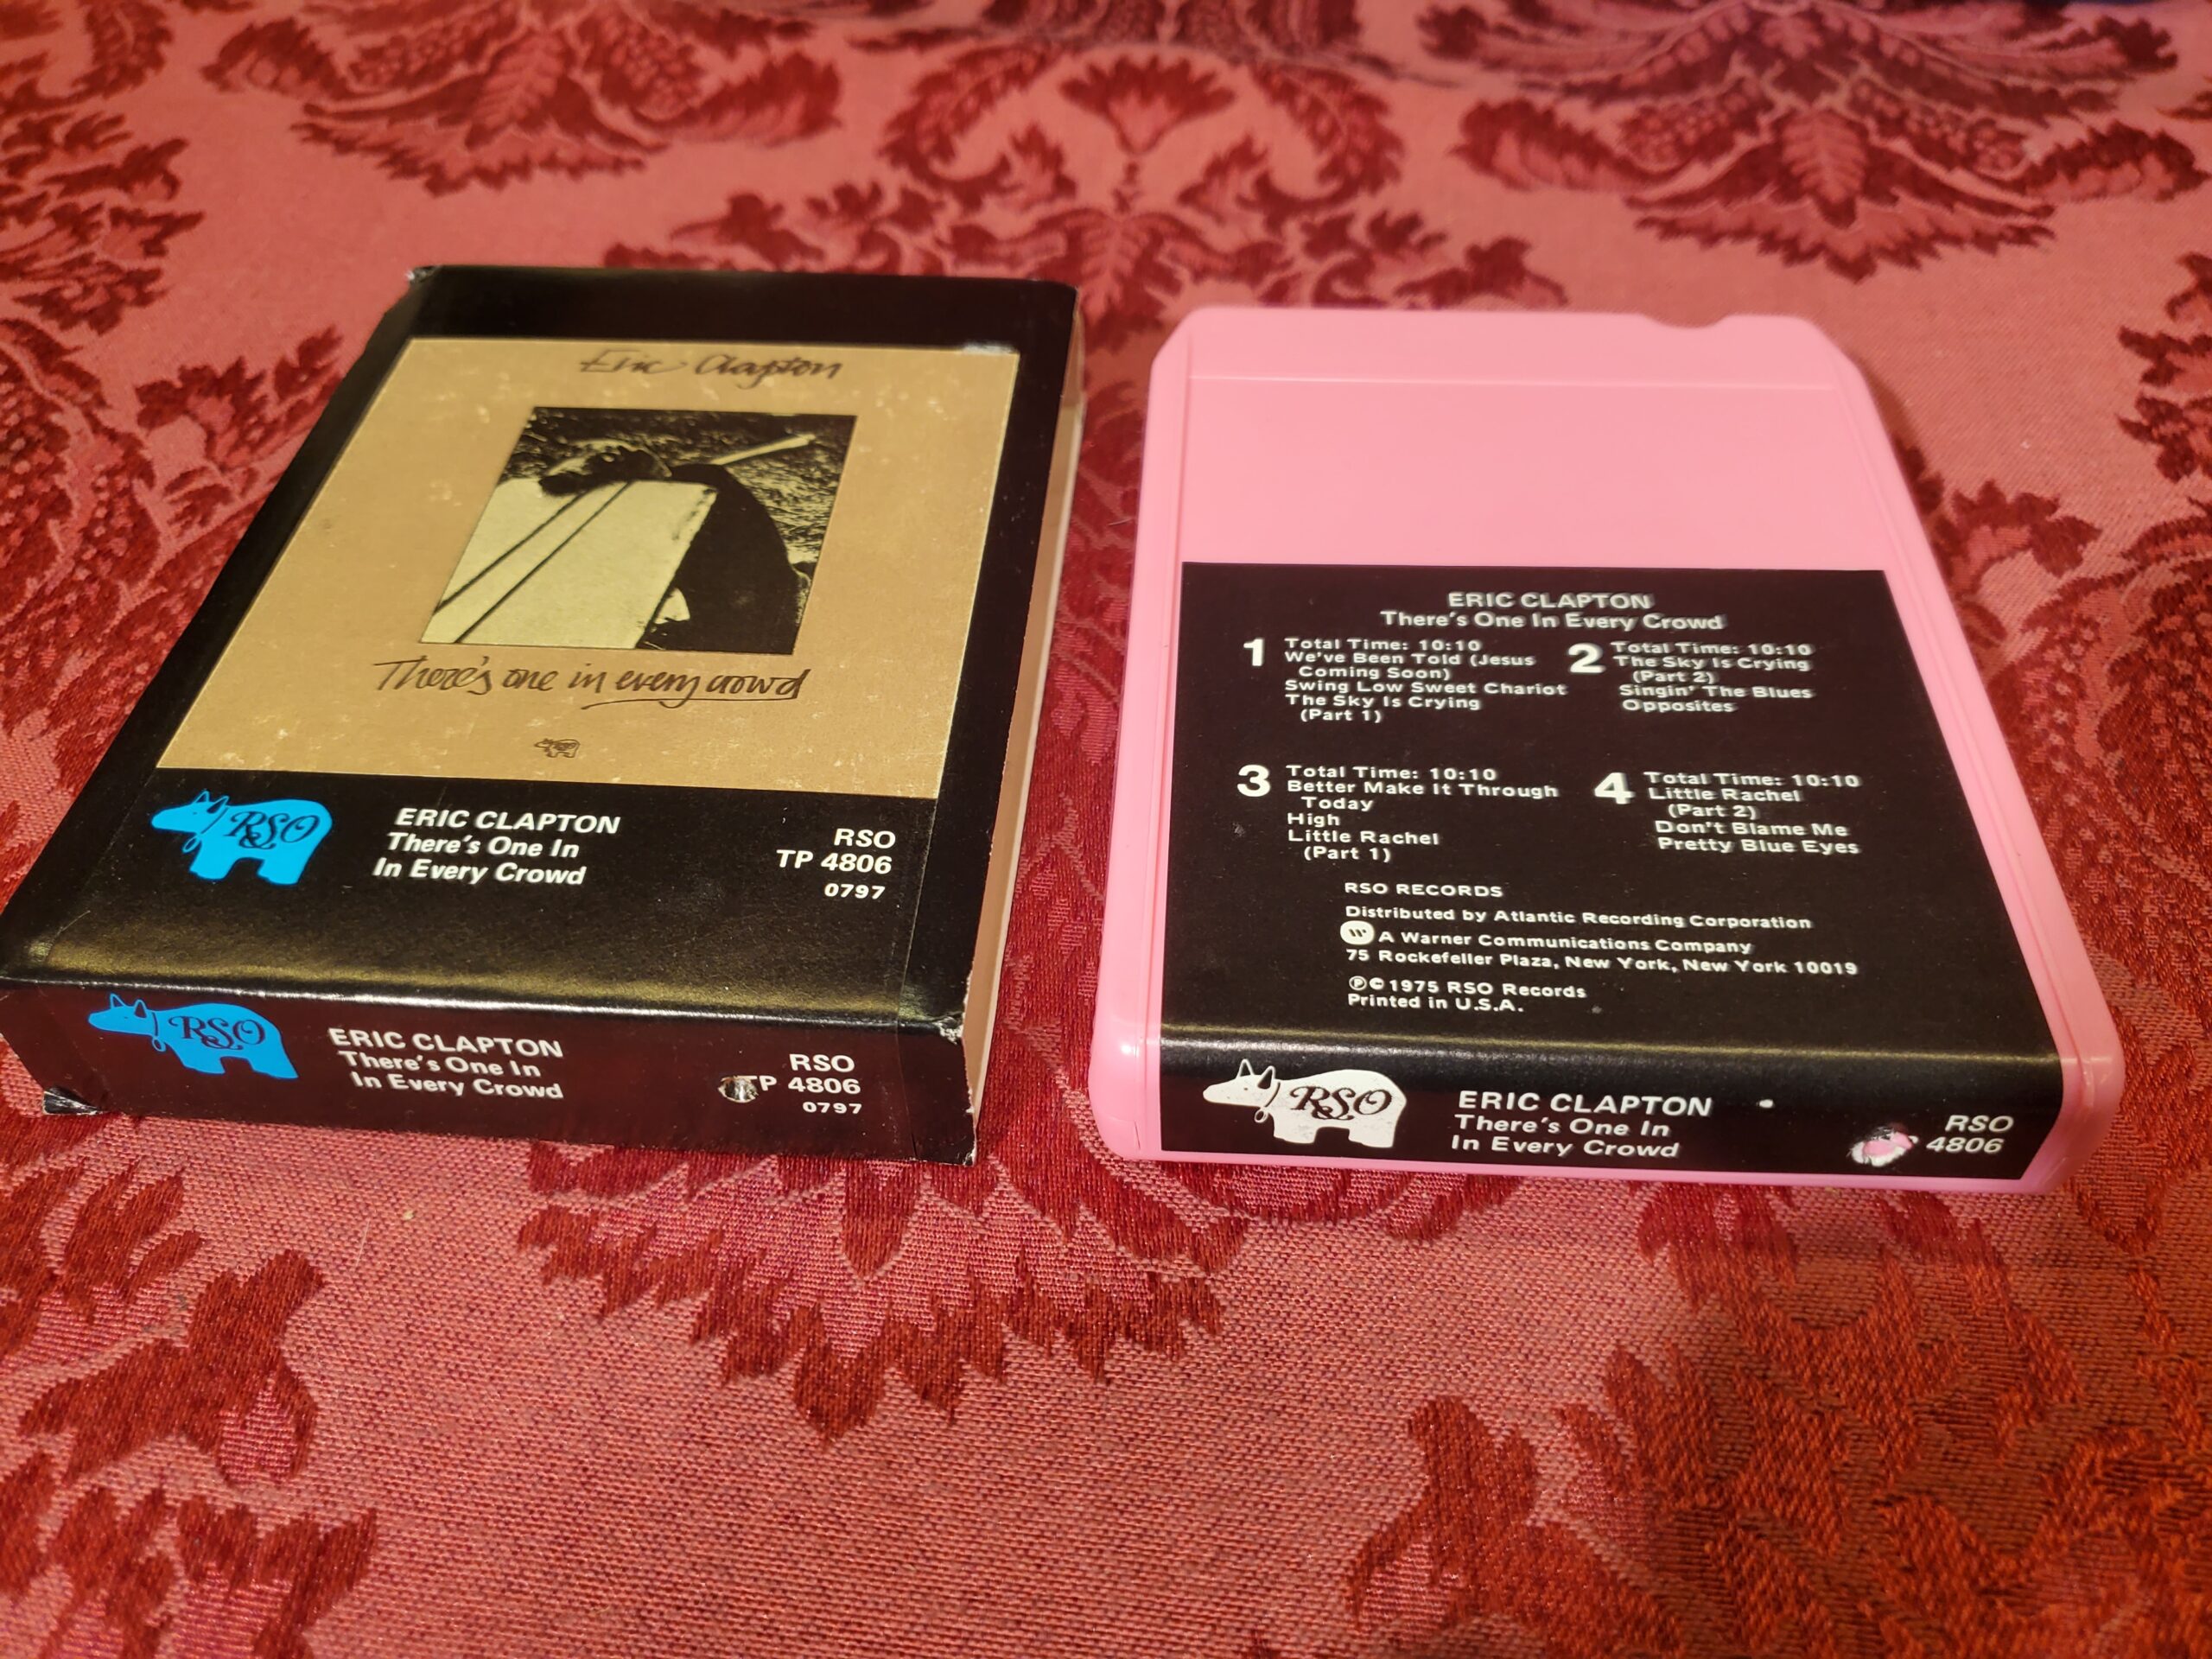 Eric Clapton
There's one in every crowd
RSO
ERIC CLAPTON
There's One In
In Every Crowd
RSO
TP 4806
0797
RSO
ERIC CLAPTON
There's One In
In Every Crowd
RSO
TP 4806
0797
ERIC CLAPTON
There's One In Every Crowd
1
Total Time: 10:10
We've Been Told (Jesus
Coming Soon)
Swing Low Sweet Chariot
The Sky Is Crying
(Part 1)
2
Total Time: 10:10
The Sky Is Crying
(Part 2)
Singin' The Blues
Opposites
3
Total Time: 10:10
Better Make It Through
Today
High
Little Rachel
(Part 1)
4
Total Time: 10:10
Little Rachel
(Part 2)
Don't Blame Me
Pretty Blue Eyes
RSO RECORDS
Distributed by Atlantic Recording Corporation
A Warner Communications Company
75 Rockefeller Plaza, New York, New York 10019
℗© 1975 RSO Records
Printed in U.S.A.
RSO
ERIC CLAPTON
There's One In
In Every Crowd
RSO
4806